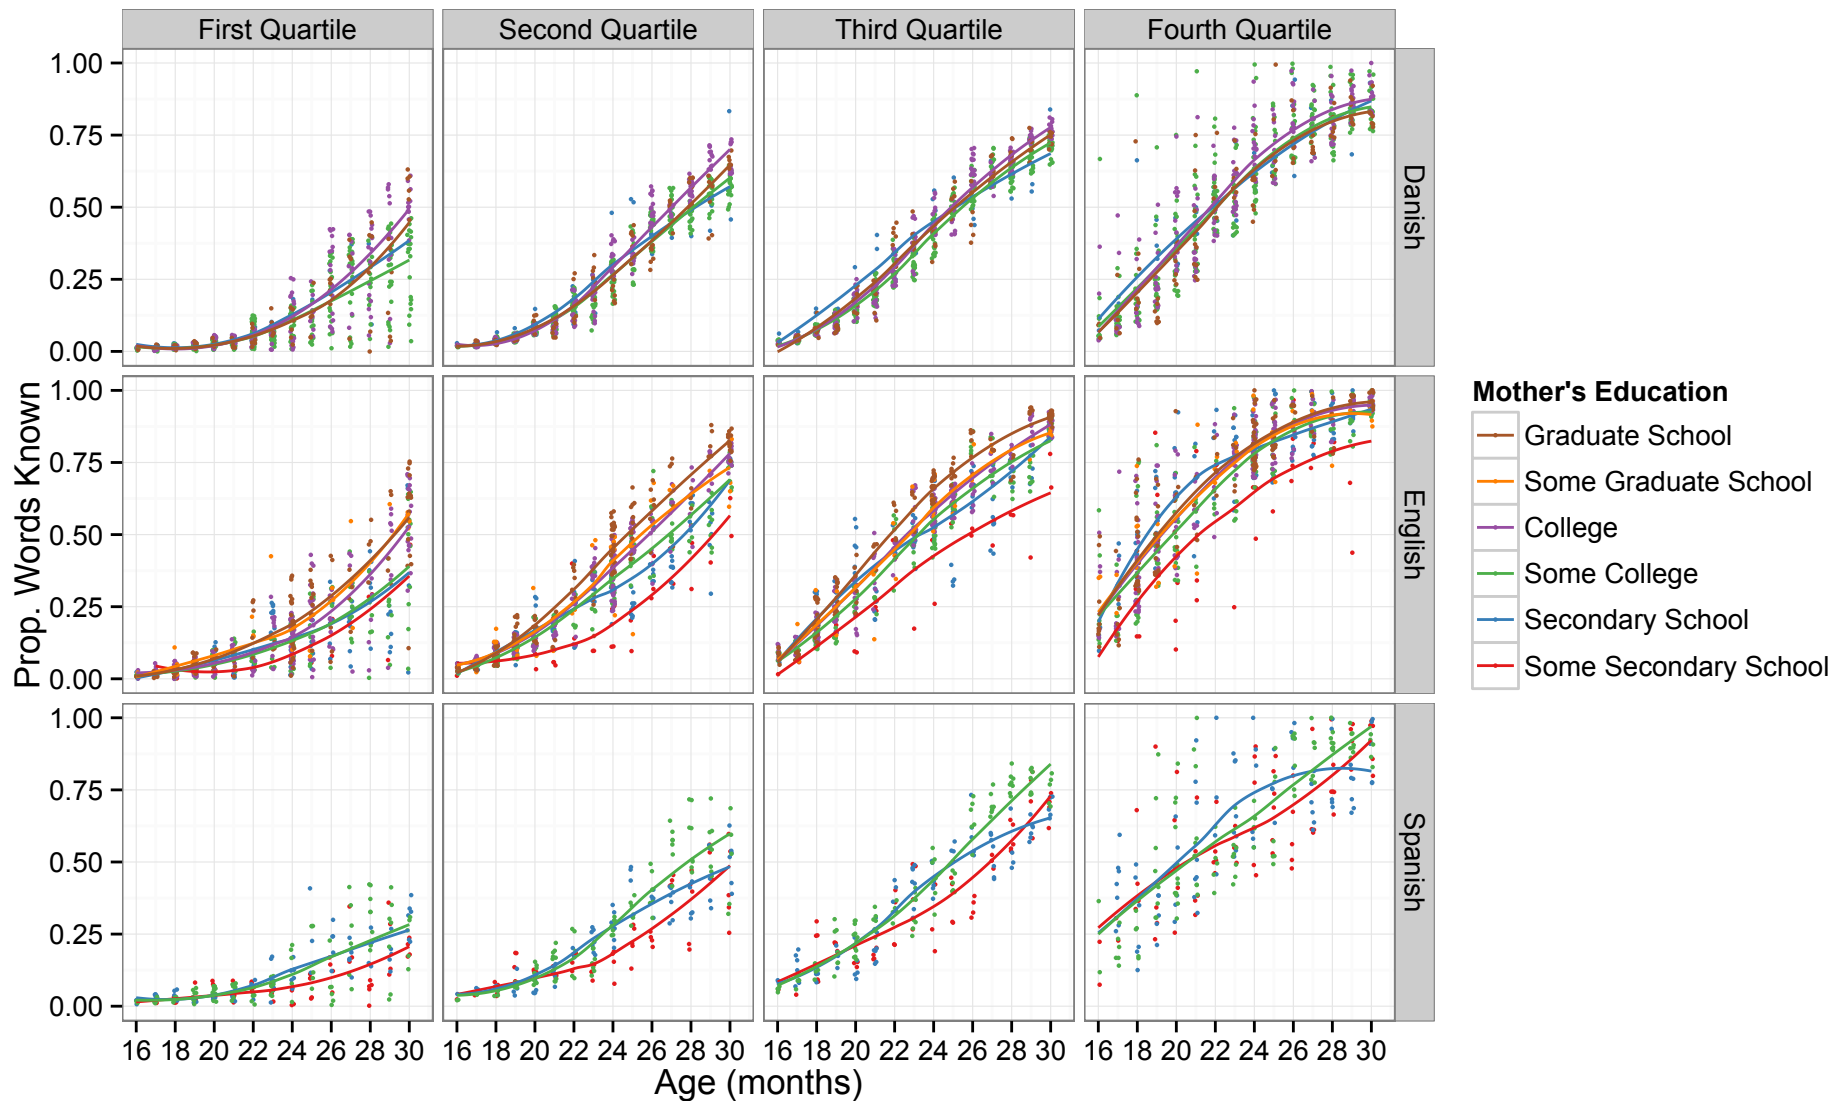 First Quartile Second Quartile Third Quartile Fourth Quartile
1.00
0.75
0.50
0.25
0.00
Danish
1.00
0.75
0.50
0.25
0.00
English
1.00
0.75
0.50
0.25
0.00
Spanish
Prop. Words Known
16 18 20 22 24 26 28 30 16 18 20 22 24 26 28 30 16 18 20 22 24 26 28 30 16 18 20 22 24 26 28 30
Age (months)
Mother's Education
Graduate School
Some Graduate School
College
Some College
Secondary School
Some Secondary School